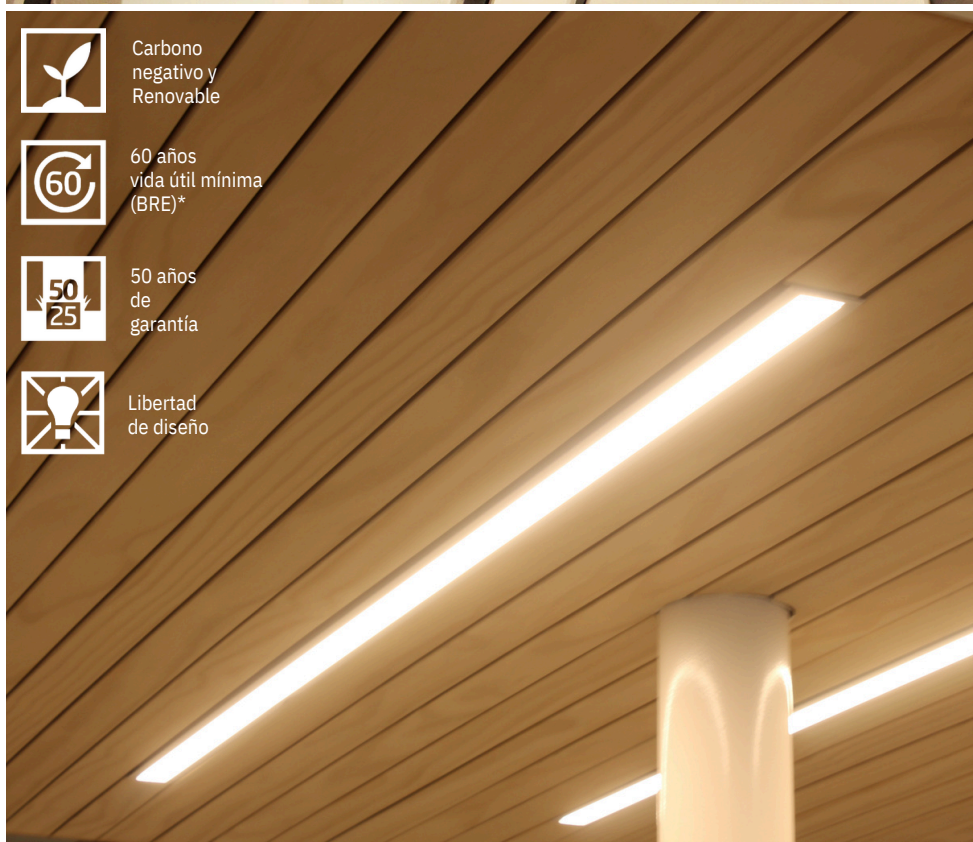 Carbono
negativo y
Renovable
60
60 años
vida útil mínima
(BRE)*
50
25
50 años
de
garantía
Libertad
de diseño